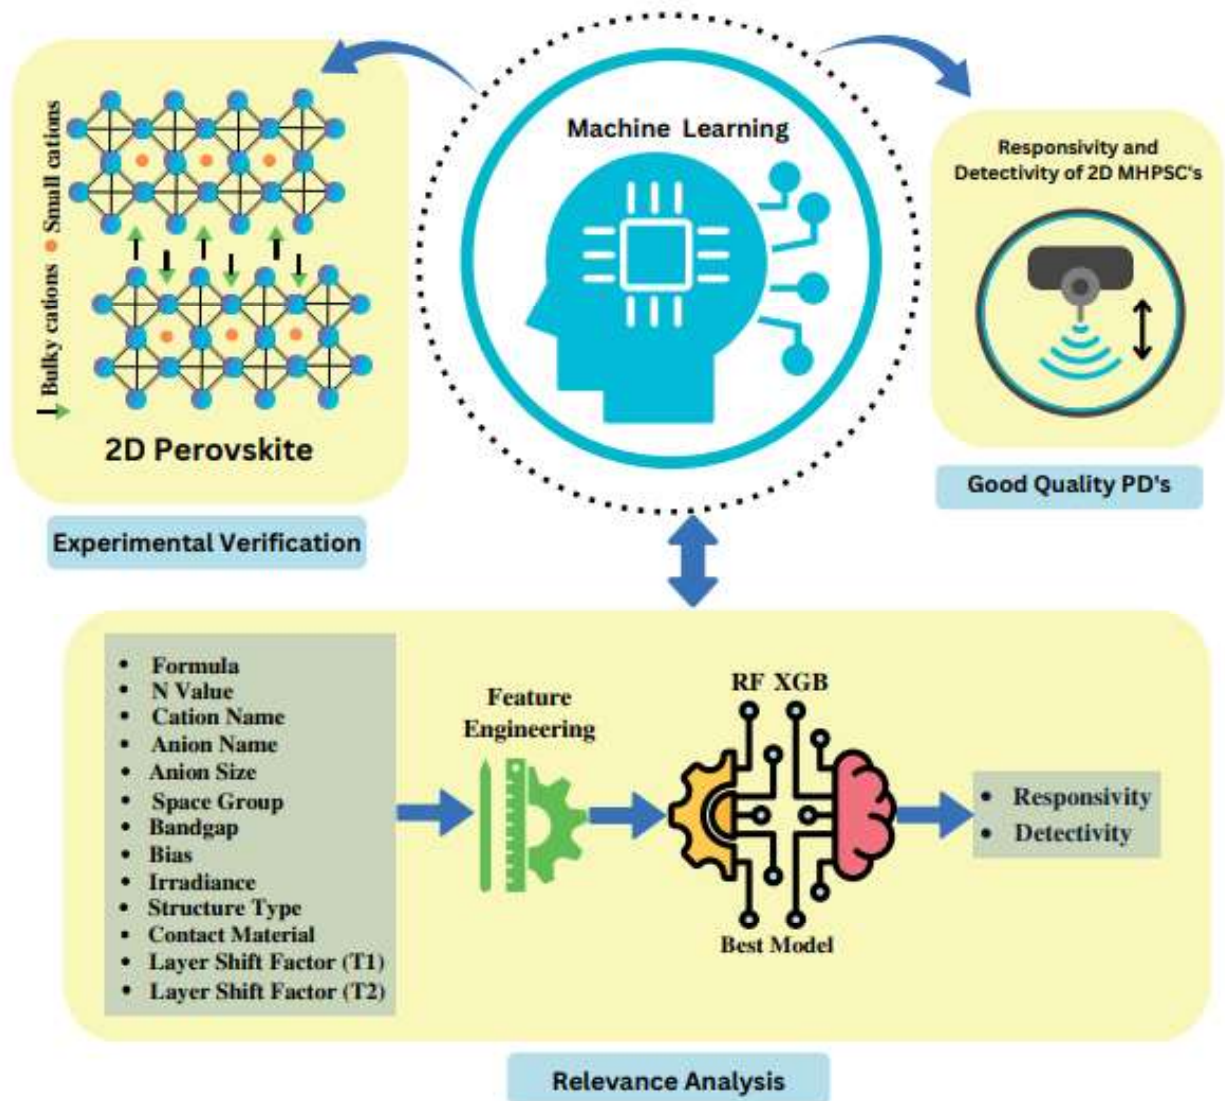 Machine Learning
Small cations
Bulky cations
2D Perovskite
Experimental Verification
Responsivity and
Detectivity of 2D MHPSC's
Good Quality PD's
• Formula
• N Value
• Cation Name
• Anion Name
• Anion Size
• Space Group
• Bandgap
• Bias
• Irradiance
• Structure Type
• Contact Material
• Layer Shift Factor (T1)
• Layer Shift Factor (T2)
Feature
Engineering
RF XGB
Best Model
• Responsivity
• Detectivity
Relevance Analysis